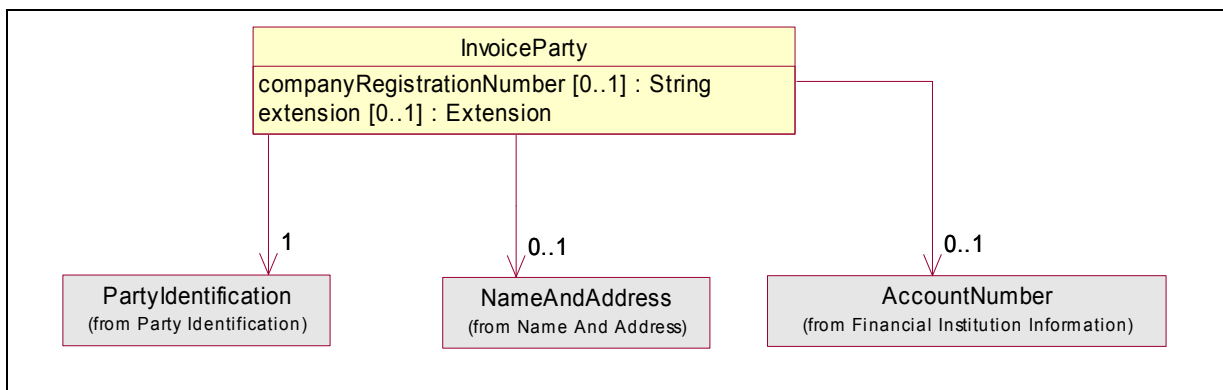 InvoiceParty
companyRegistrationNumber [0..1] : String
extension [0..1] : Extension
1
0..1
0..1
PartyIdentification
(from Party Identification)
NameAndAddress
(from Name And Address)
AccountNumber
(from Financial Institution Information)